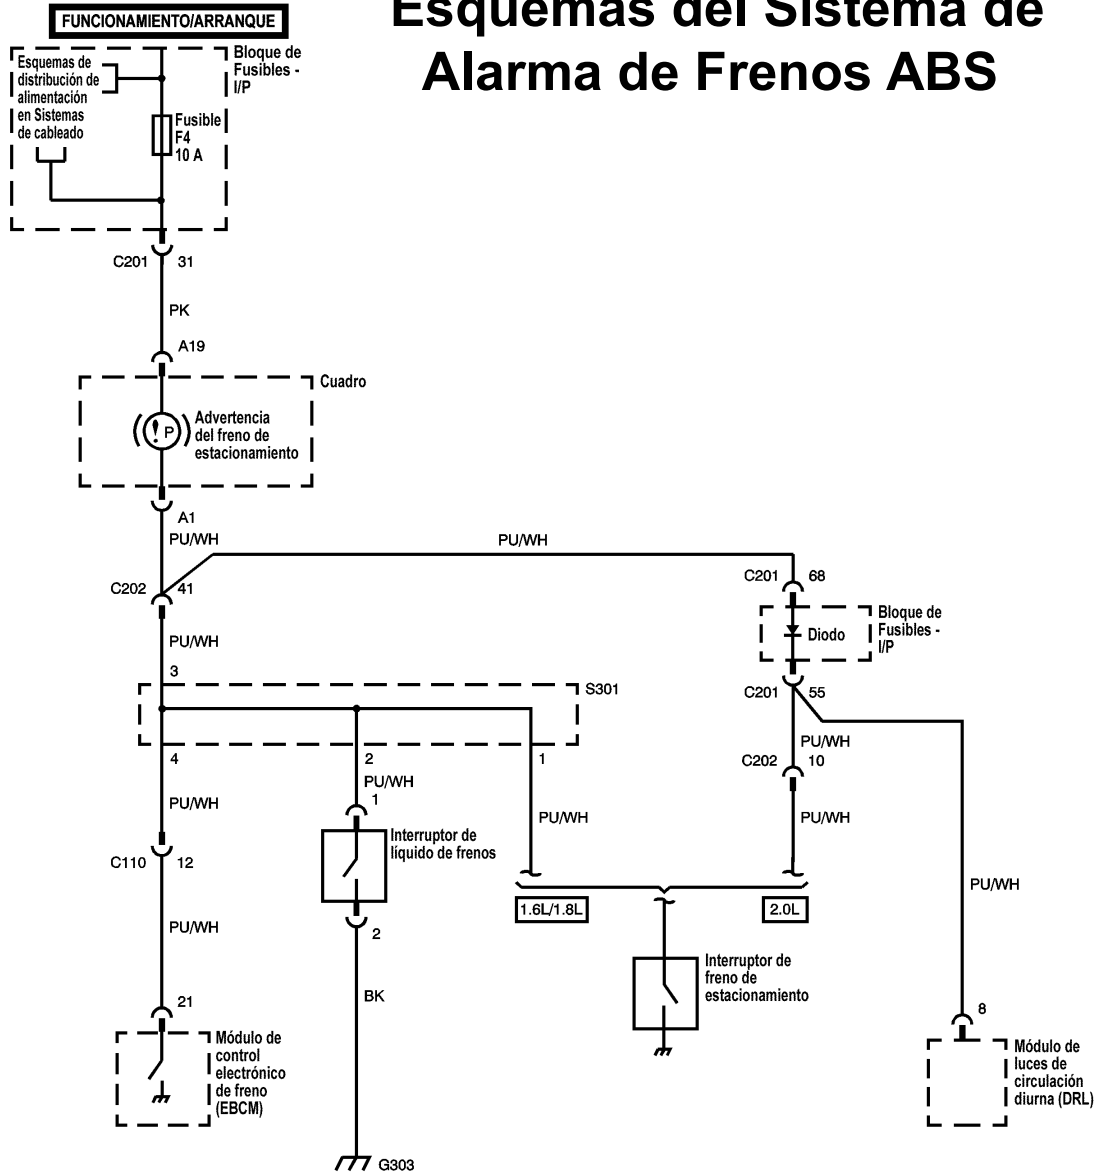 Esquemas del Sistema de
Alarma de Frenos ABS
FUNCIONAMIENTO/ARRANQUE
Esquemas de
distribución de
alimentación
en Sistemas
de cableado
Bloque de
Fusibles -
I/P
Fusible
F4
10 A
C201
31
PK
A19
Cuadro
P
Advertencia
del freno de
estacionamiento
A1
PU/WH
PU/WH
C202
41
C201
68
Bloque de
Fusibles -
I/P
Diodo
PU/WH
3
S301
C201
55
PU/WH
C202
10
4
2
1
PU/WH
1
PU/WH
PU/WH
PU/WH
Interruptor de
líquido de frenos
C110
12
PU/WH
1.6L/1.8L
2.0L
PU/WH
2
BK
Interruptor de
freno de
estacionamiento
21
8
Módulo de
control
electrónico
de freno
(EBCM)
Módulo de
luces de
circulación
diurna (DRL)
G303